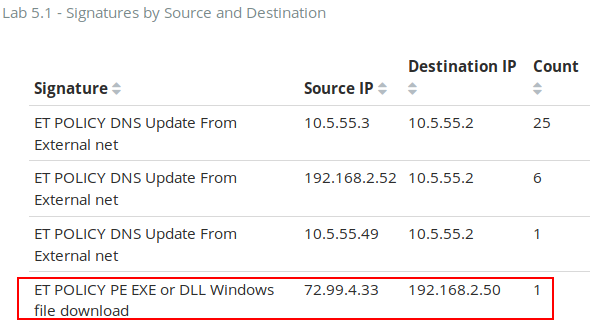 Lab 5.1 - Signatures by Source and Destination
Signature Source IP Destination IP Count
ET POLICY DNS Update From External net 10.5.55.3 10.5.55.2 25
ET POLICY DNS Update From External net 192.168.2.52 10.5.55.2 6
ET POLICY DNS Update From External net 10.5.55.49 10.5.55.2 1
ET POLICY PE EXE or DLL Windows file download 72.99.4.33 192.168.2.50 1